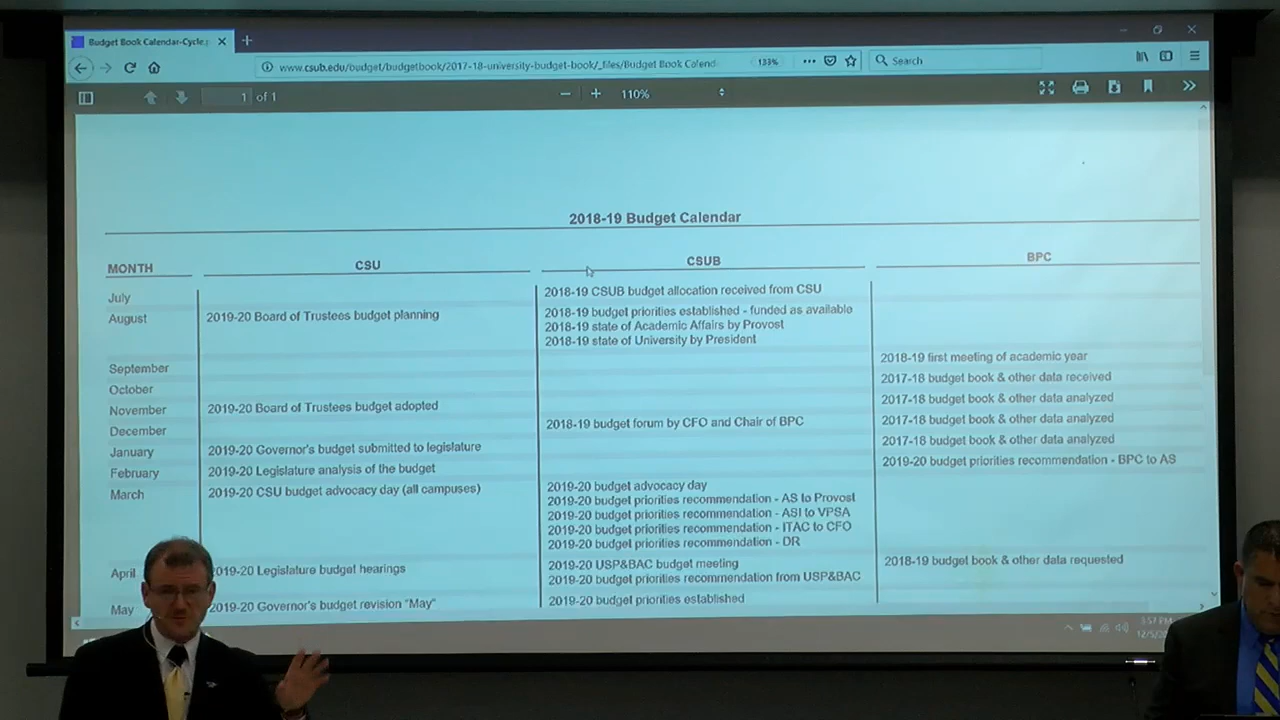 Budget Book Calendar-Cycle
www.csub.edu/budget/budgetbook/2017-18-university-budget-book/_files/Budget Book Calend
133%
Search
1 of 1
110%
2018-19 Budget Calendar
MONTH CSU CSUB BPC
July 2018-19 CSUB budget allocation received from CSU
August 2019-20 Board of Trustees budget planning 2018-19 budget priorities established - funded as available
2018-19 state of Academic Affairs by Provost
2018-19 state of University by President
September 2018-19 first meeting of academic year
October 2017-18 budget book & other data received
November 2019-20 Board of Trustees budget adopted 2017-18 budget book & other data analyzed
December 2018-19 budget forum by CFO and Chair of BPC 2017-18 budget book & other data analyzed
January 2019-20 Governor's budget submitted to legislature 2017-18 budget book & other data analyzed
February 2019-20 Legislature analysis of the budget 2019-20 budget priorities recommendation - BPC to AS
March 2019-20 CSU budget advocacy day (all campuses) 2019-20 budget advocacy day
2019-20 budget priorities recommendation - AS to Provost
2019-20 budget priorities recommendation - ASI to VPSA
2019-20 budget priorities recommendation - ITAC to CFO
2019-20 budget priorities recommendation - DR
April 2019-20 Legislature budget hearings 2019-20 USP&BAC budget meeting 2018-19 budget book & other data requested
2019-20 budget priorities recommendation from USP&BAC
May 2019-20 Governor's budget revision "May" 2019-20 budget priorities established
3:57 PM